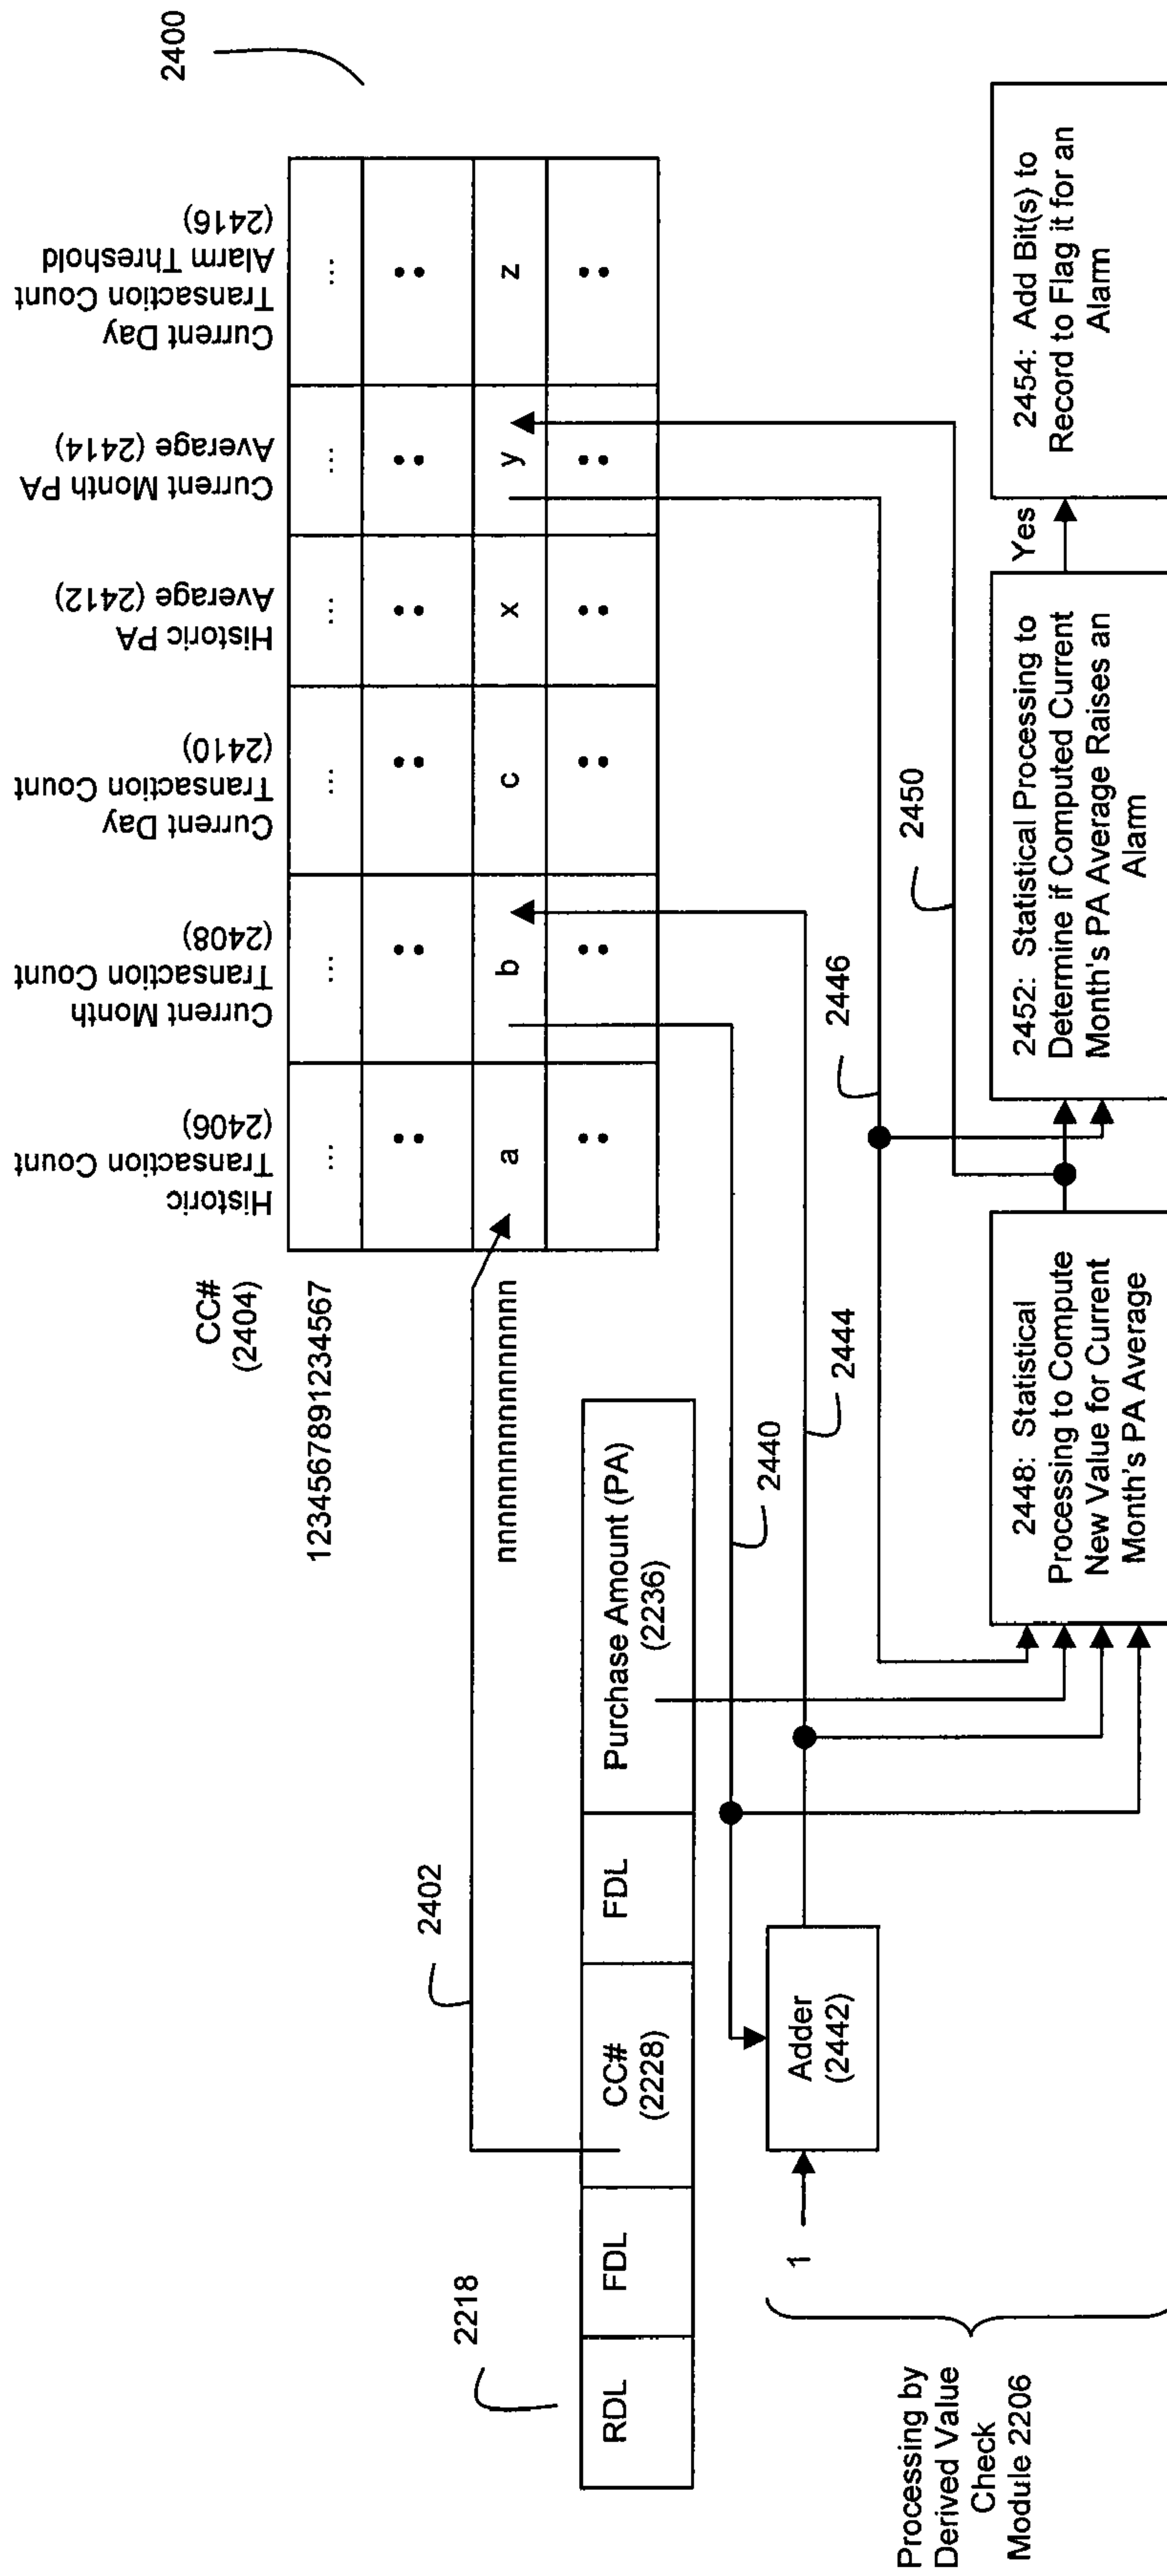 2400
Historic
Transaction Count
(2406)
Current Month
Transaction Count
(2408)
Current Day
Transaction Count
(2410)
Historic PA
Average (2412)
Current Month PA
Average (2414)
Current Day
Transaction Count
Alarm Threshold
(2416)
CC#
(2404)
1234567891234567
...
...
...
...
...
...
nnnnnnnnnnnnnnnn
a
b
c
x
y
z
2402
2218
RDL
FDL
CC#
(2228)
FDL
Purchase Amount (PA)
(2236)
2440
2444
2446
2450
1
Adder
(2442)
Processing by
Derived Value
Check
Module 2206
2448: Statistical
Processing to Compute
New Value for Current
Month's PA Average
2452: Statistical Processing to
Determine if Computed Current
Month's PA Average Raises an
Alarm
Yes
2454: Add Bit(s) to
Record to Flag it for an
Alarm